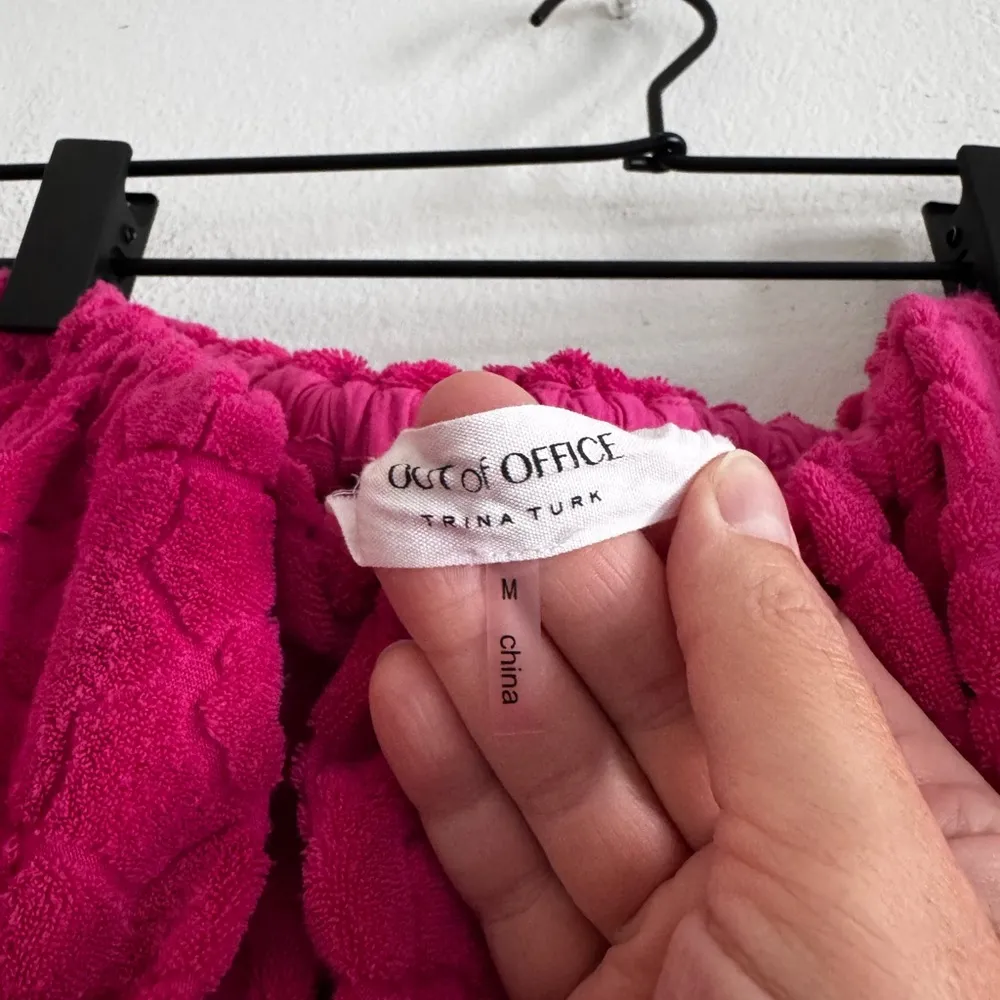 OUT of OFFICE
TRINA TURK
M
china